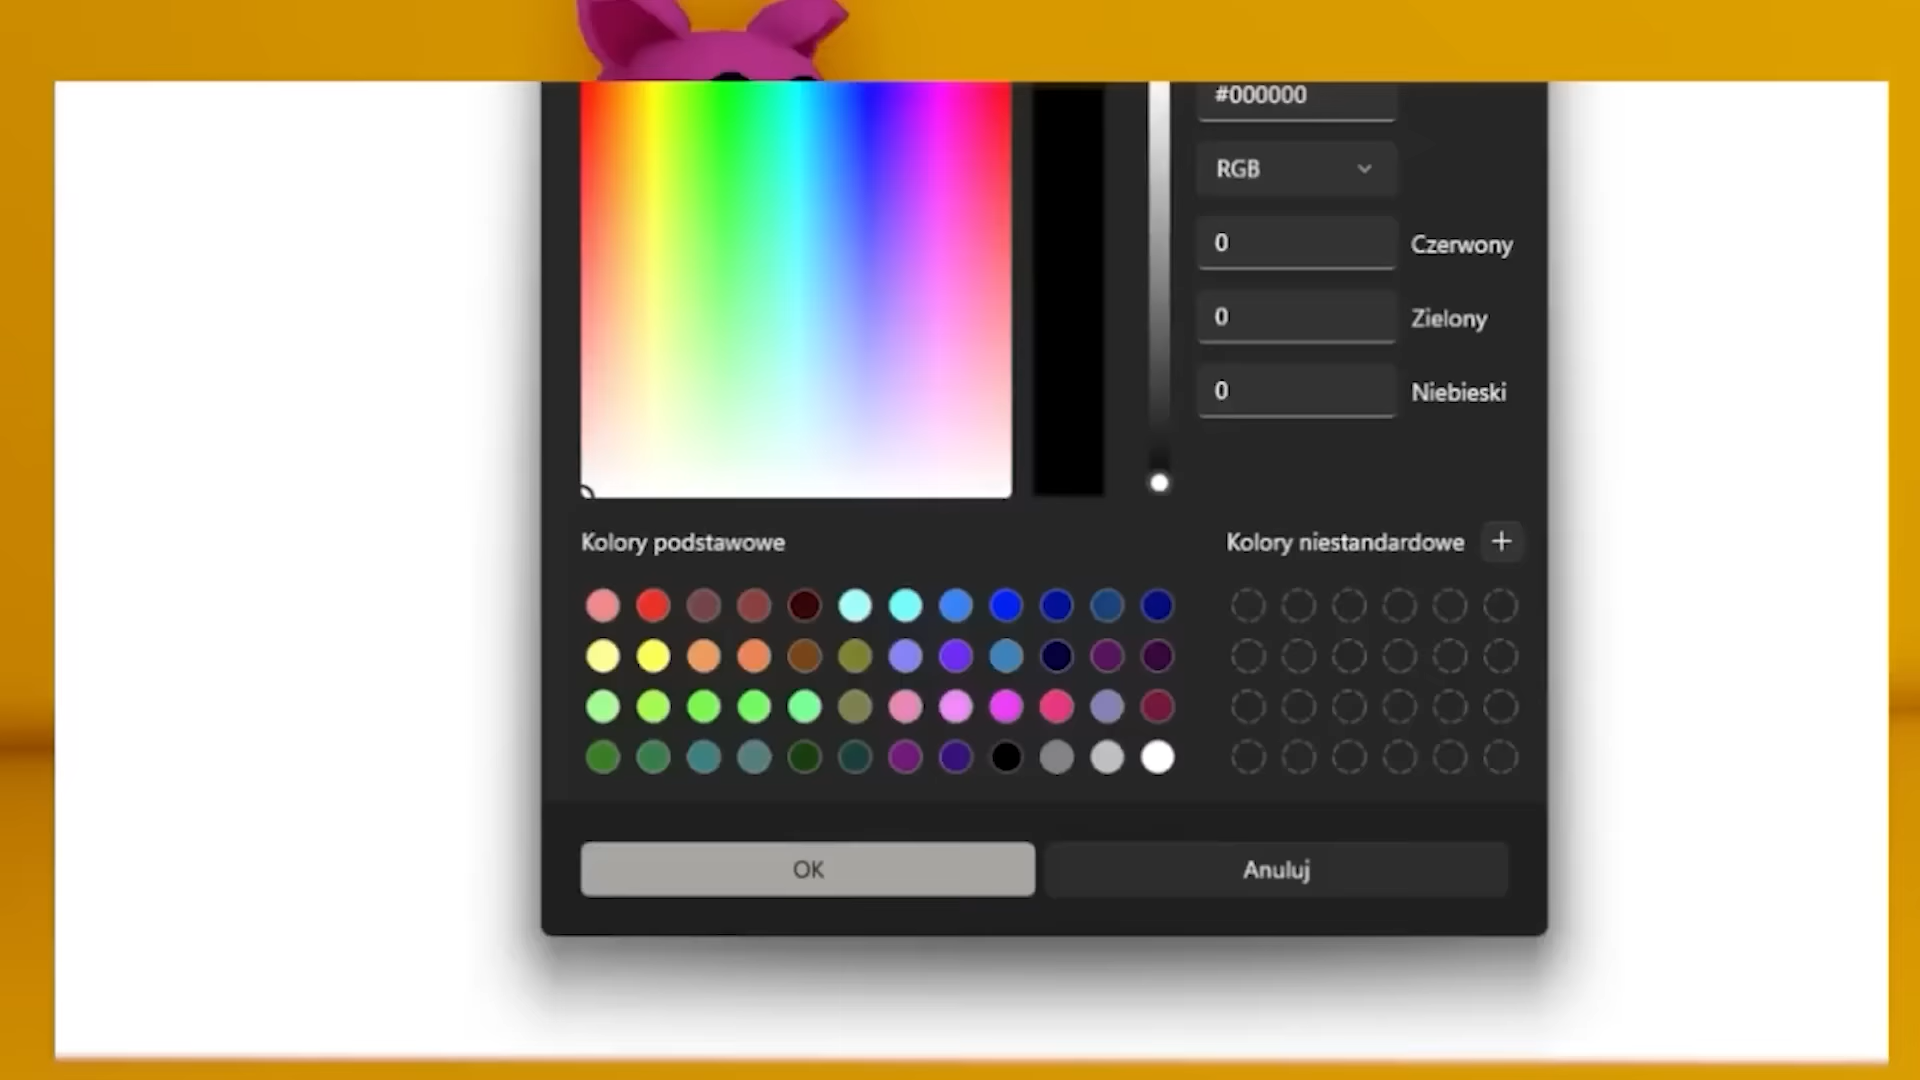 #000000
RGB
0 Czerwony
0 Zielony
0 Niebieski
Kolory podstawowe
Kolory niestandardowe +
OK
Anuluj